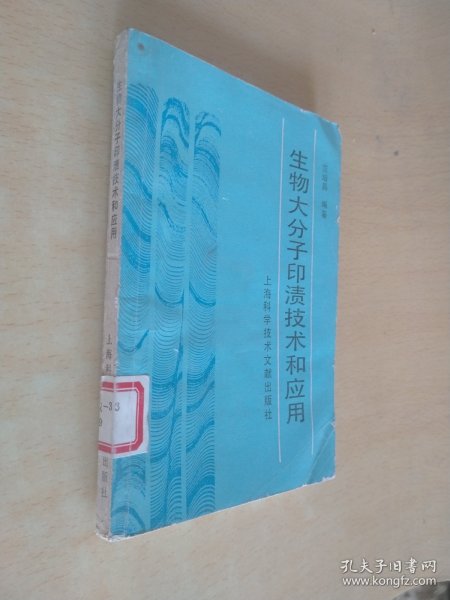 生物大分子印渍技术和应用
编著
上海科学技术文献出版社
生物大分子印渍技术和应用
上海科
-33
9
出版社
孔夫子旧书网
www.kongfz.com